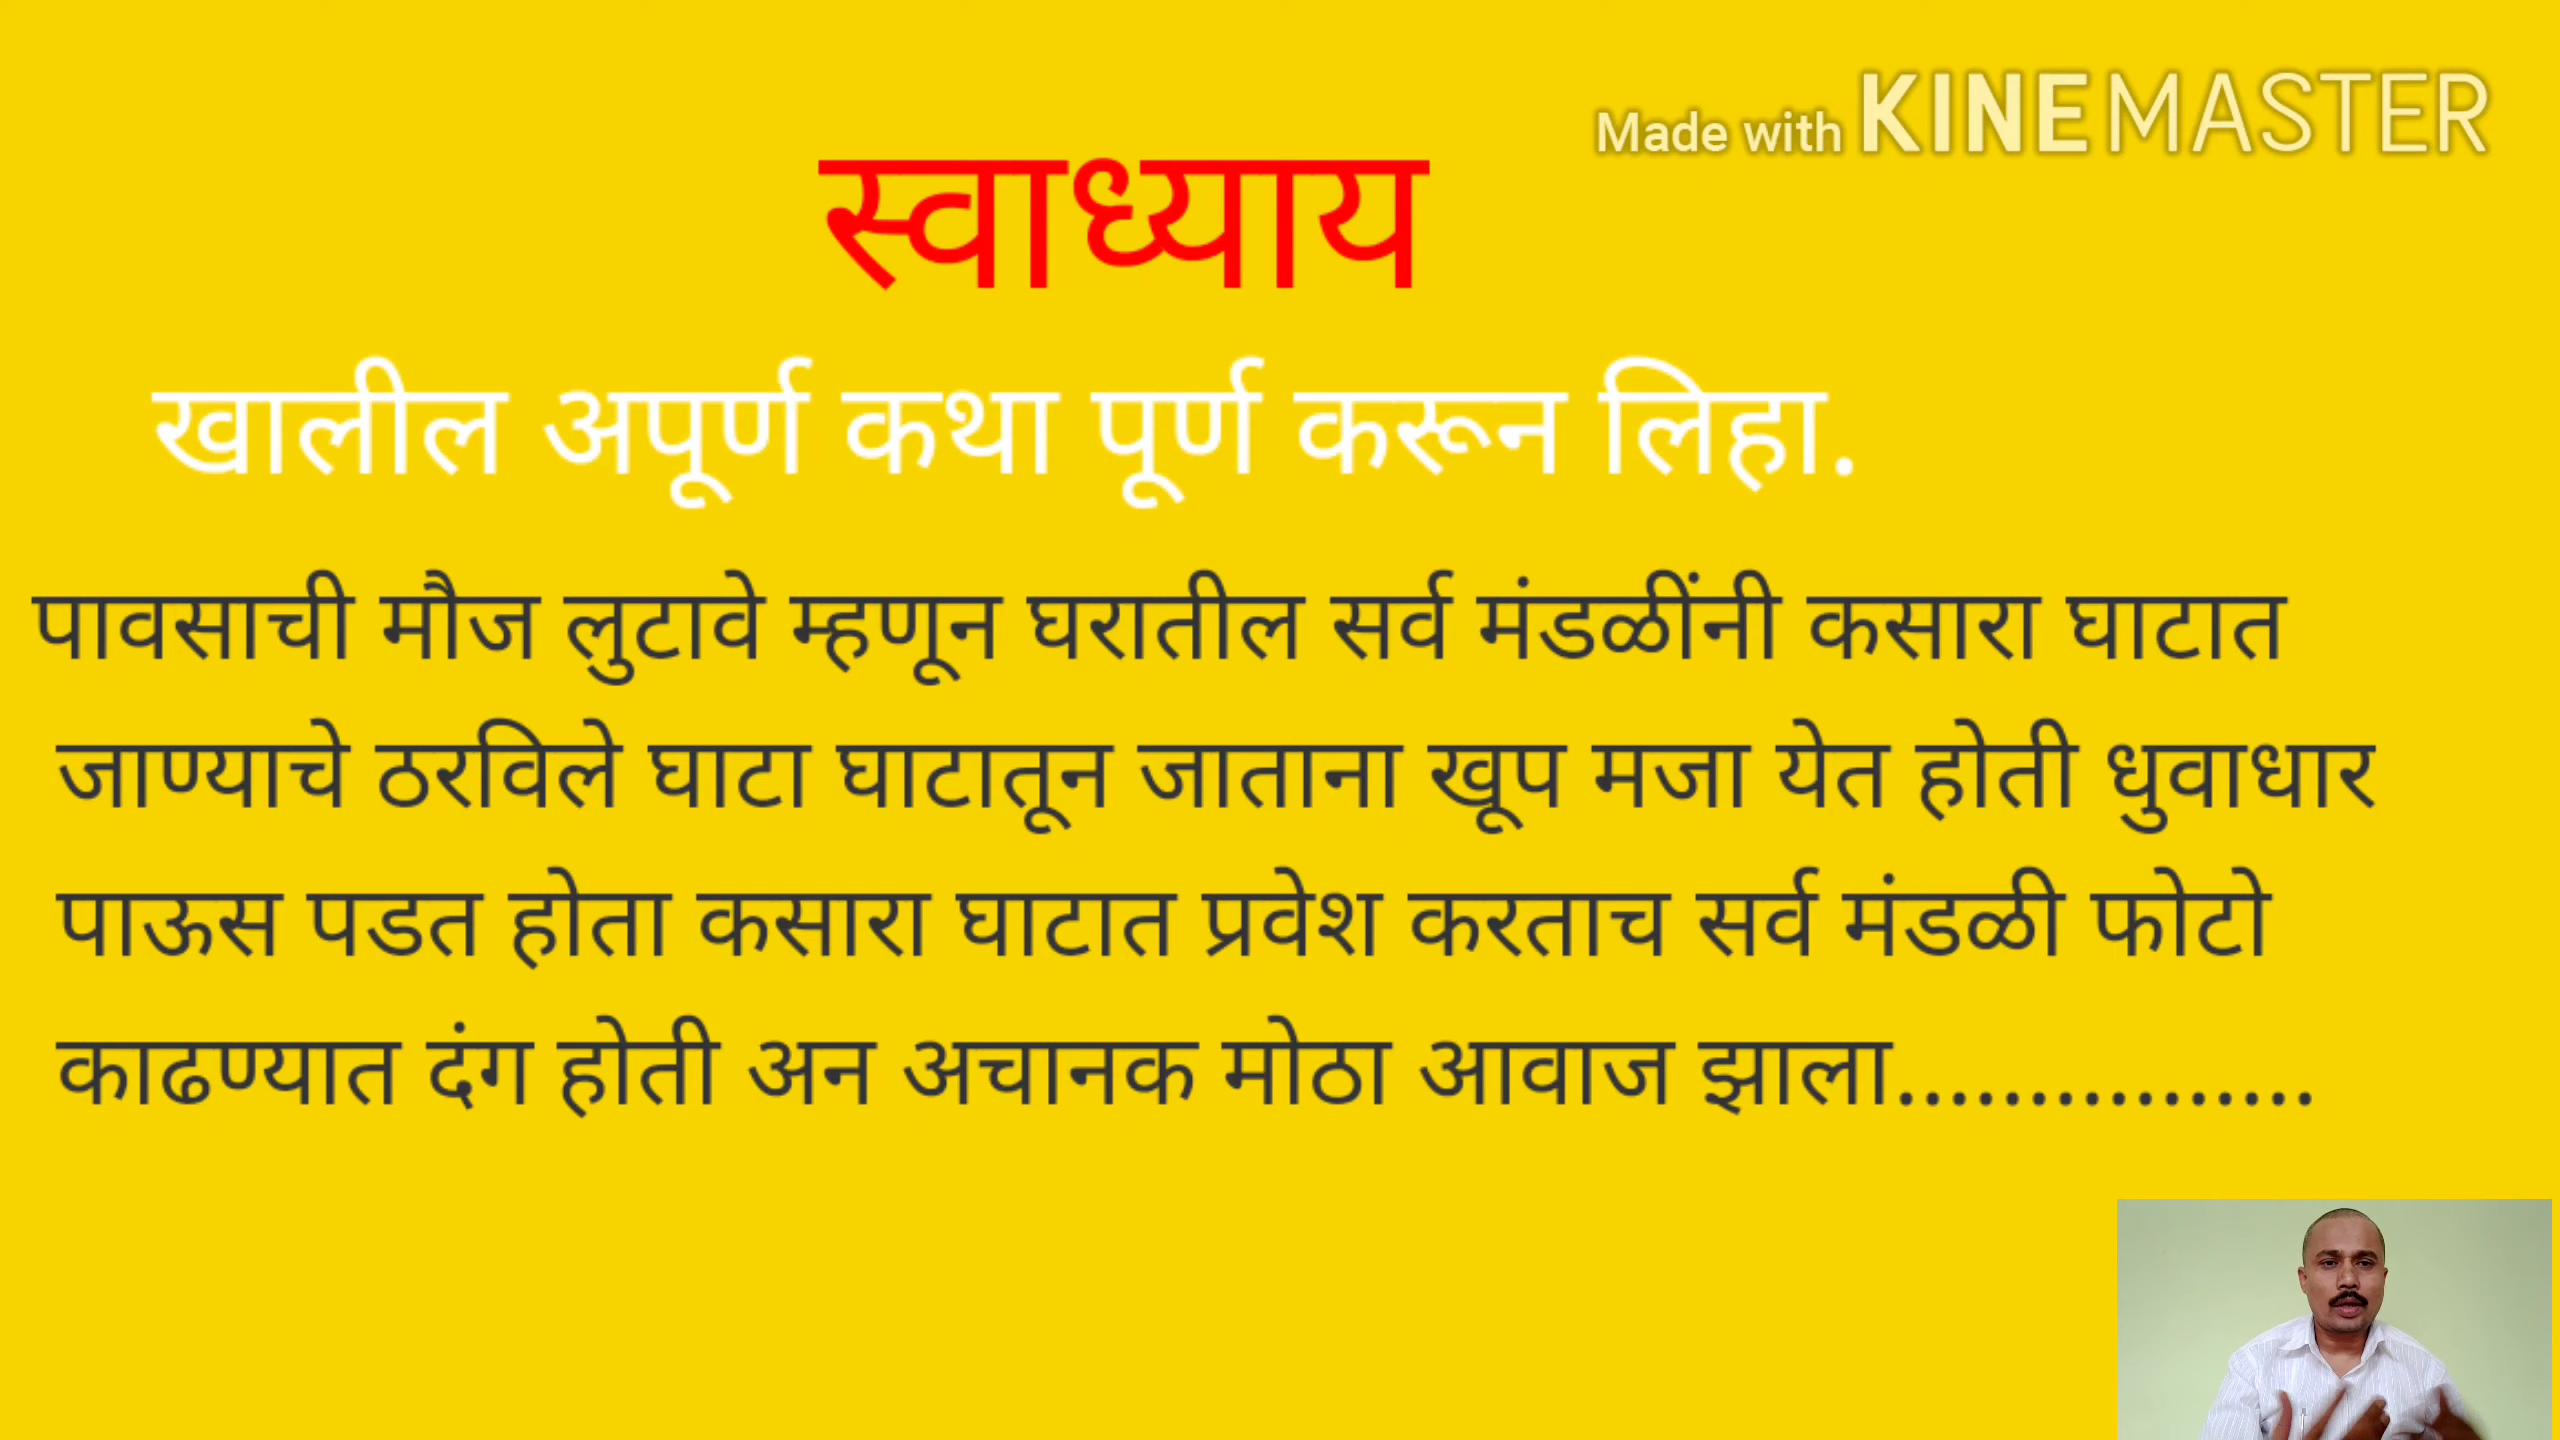 Made with KINEMASTER
स्वाध्याय
खालील अपूर्ण कथा पूर्ण करून लिहा.
पावसाची मौज लुटावे म्हणून घरातील सर्व मंडळींनी कसारा घाटात
जाण्याचे ठरविले घाटा घाटातून जाताना खूप मजा येत होती धुवाधार
पाऊस पडत होता कसारा घाटात प्रवेश करताच सर्व मंडळी फोटो
काढण्यात दंग होती अन अचानक मोठा आवाज झाला................